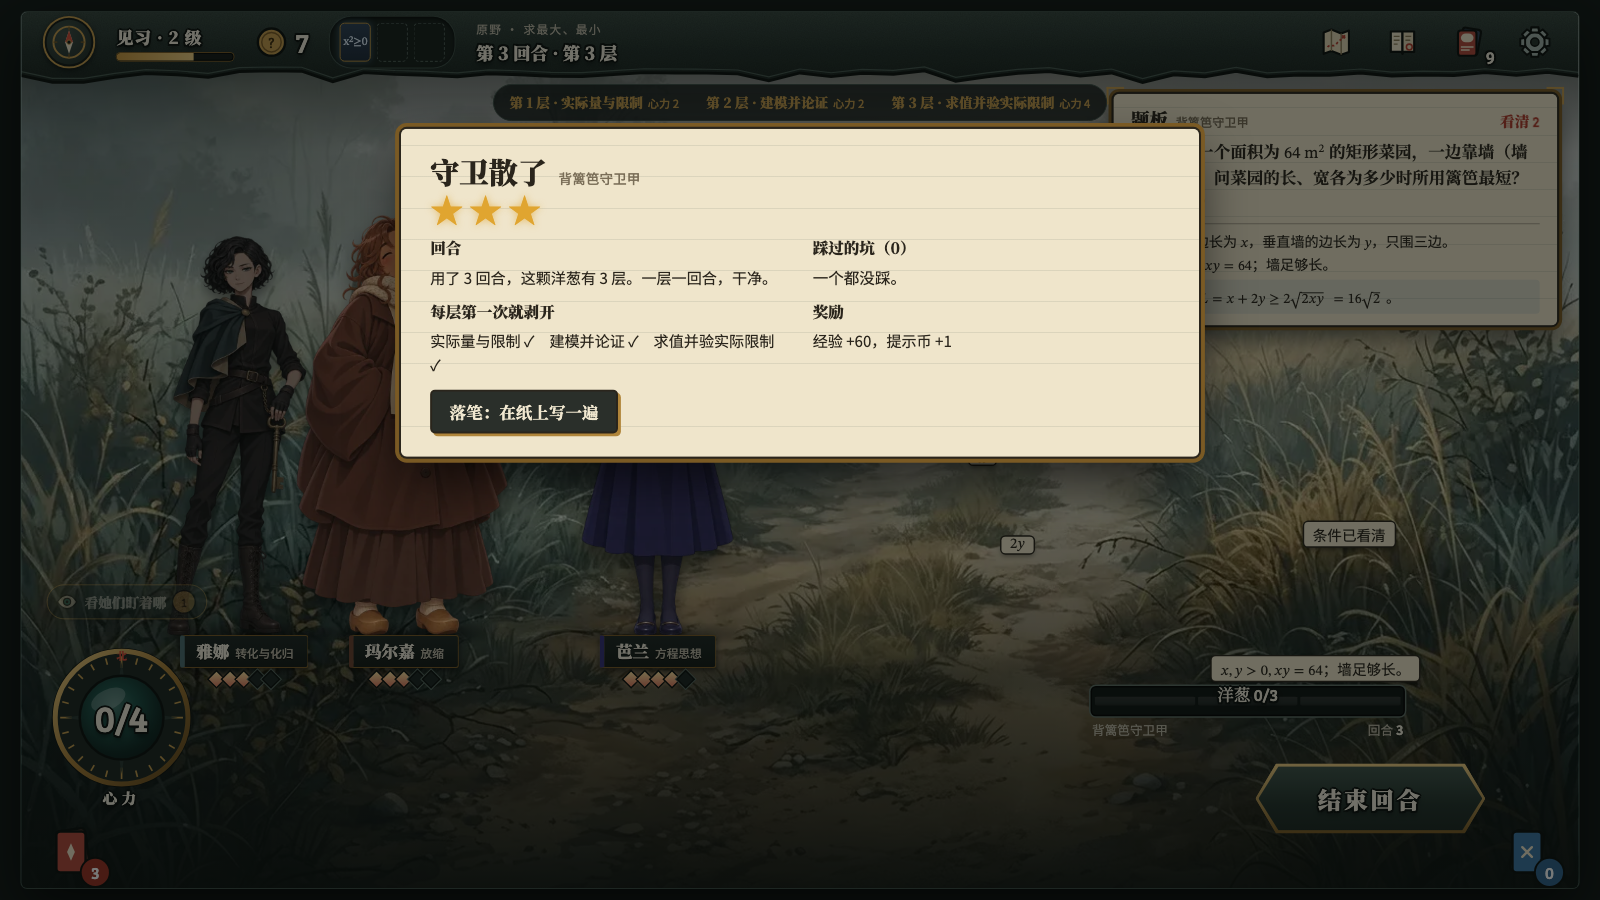 见习·2 级
? 7
x²≥0
原野 · 求最大、最小
第 3 回合·第 3 层
9
第 1 层·实际量与限制 心力 2 第 2 层·建模并论证 心力 2 第 3 层·求值并验实际限制 心力 4
题板 背篱笆守卫甲 看清 2
一个面积为 64 m² 的矩形菜园，一边靠墙（墙
问菜园的长、宽各为多少时所用篱笆最短？
边长为 x，垂直墙的边长为 y，只围三边。
xy = 64；墙足够长。
= x + 2y ≥ 2√2xy = 16√2 。
守卫散了 背篱笆守卫甲
回合
用了 3 回合，这颗洋葱有 3 层。一层一回合，干净。
踩过的坑（0）
一个都没踩。
每层第一次就剥开
实际量与限制 ✓ 建模并论证 ✓ 求值并验实际限制
✓
奖励
经验 +60，提示币 +1
落笔：在纸上写一遍
2y
条件已看清
看她们盯着哪 1
雅娜 转化与化归
玛尔嘉 放缩
芭兰 方程思想
x, y > 0, xy = 64；墙足够长。
洋葱 0/3
背篱笆守卫甲 回合 3
0/4
心力
结束回合
3
0